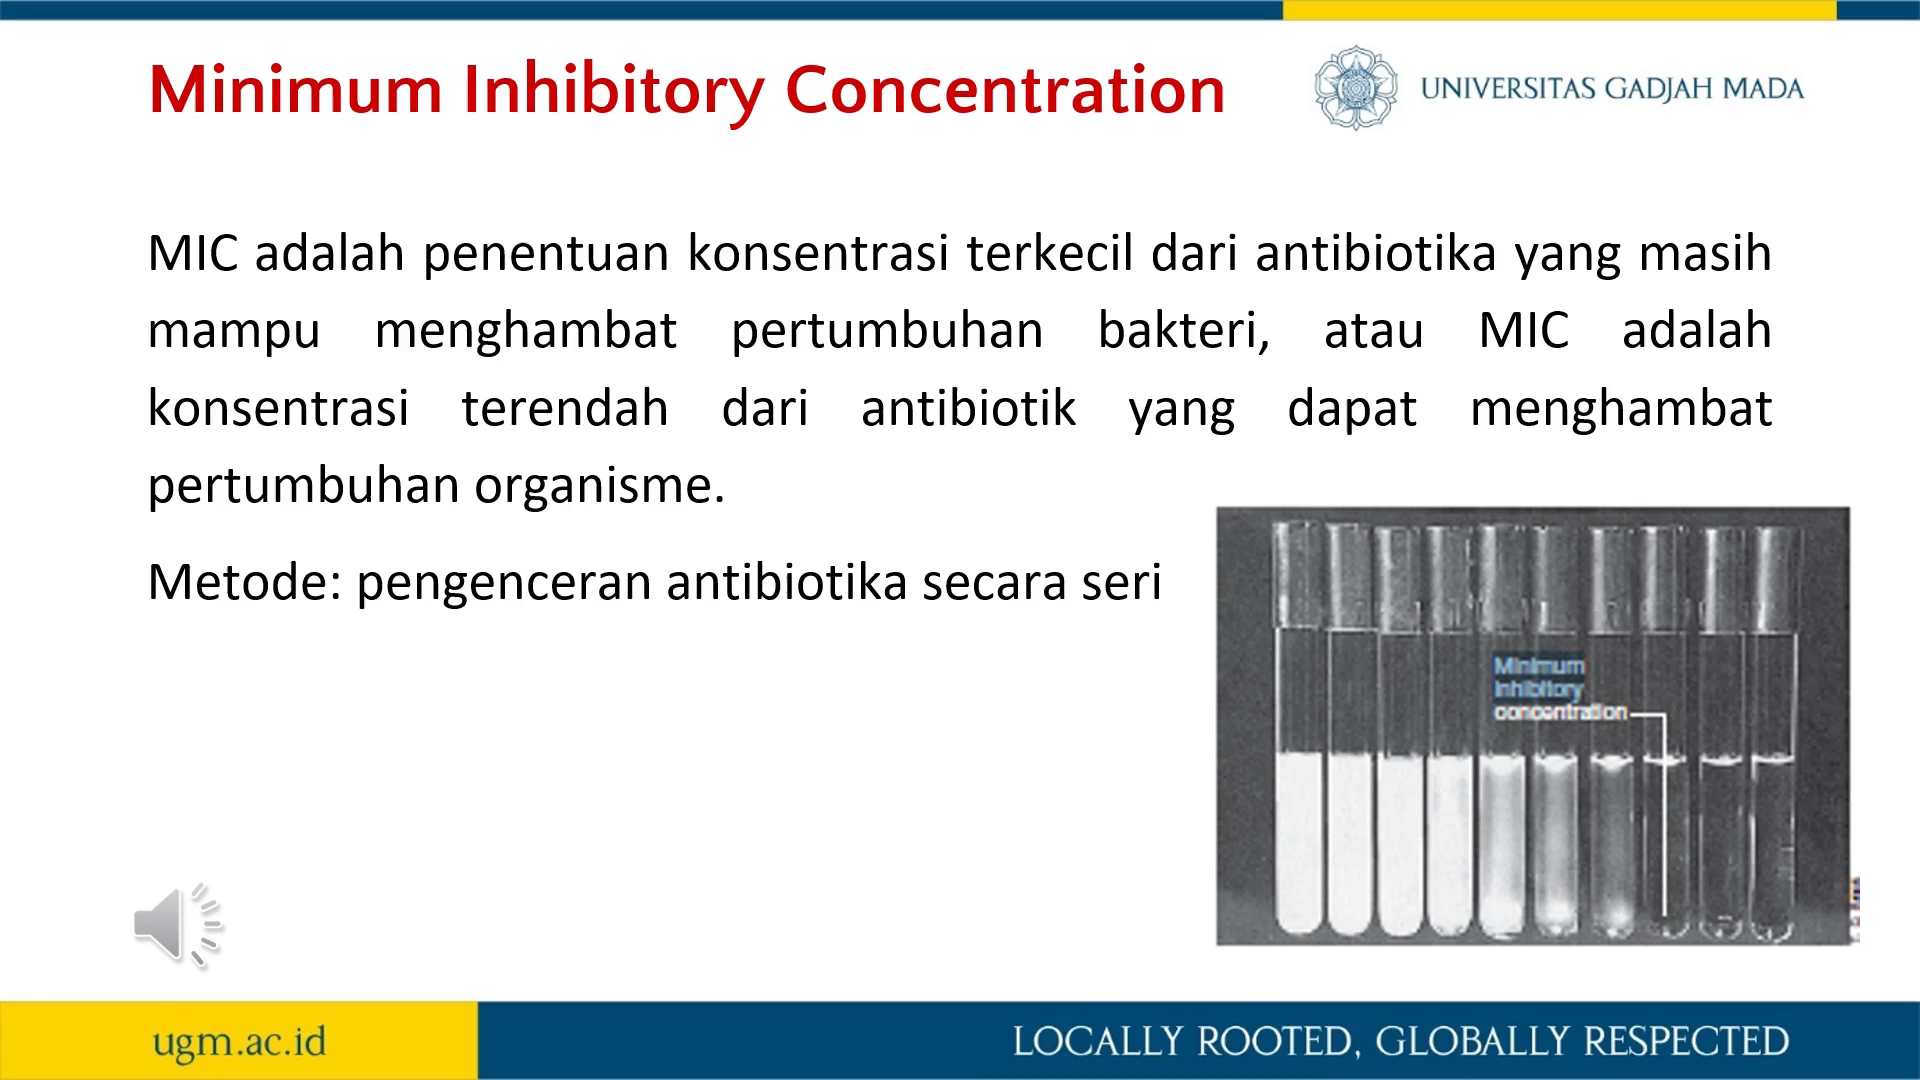 Minimum Inhibitory Concentration
UNIVERSITAS GADJAH MADA
MIC adalah penentuan konsentrasi terkecil dari antibiotika yang masih
mampu menghambat pertumbuhan bakteri, atau MIC adalah
konsentrasi terendah dari antibiotik yang dapat menghambat
pertumbuhan organisme.
Metode: pengenceran antibiotika secara seri
Minimum
inhibitory
concentration
ugm.ac.id
LOCALLY ROOTED, GLOBALLY RESPECTED